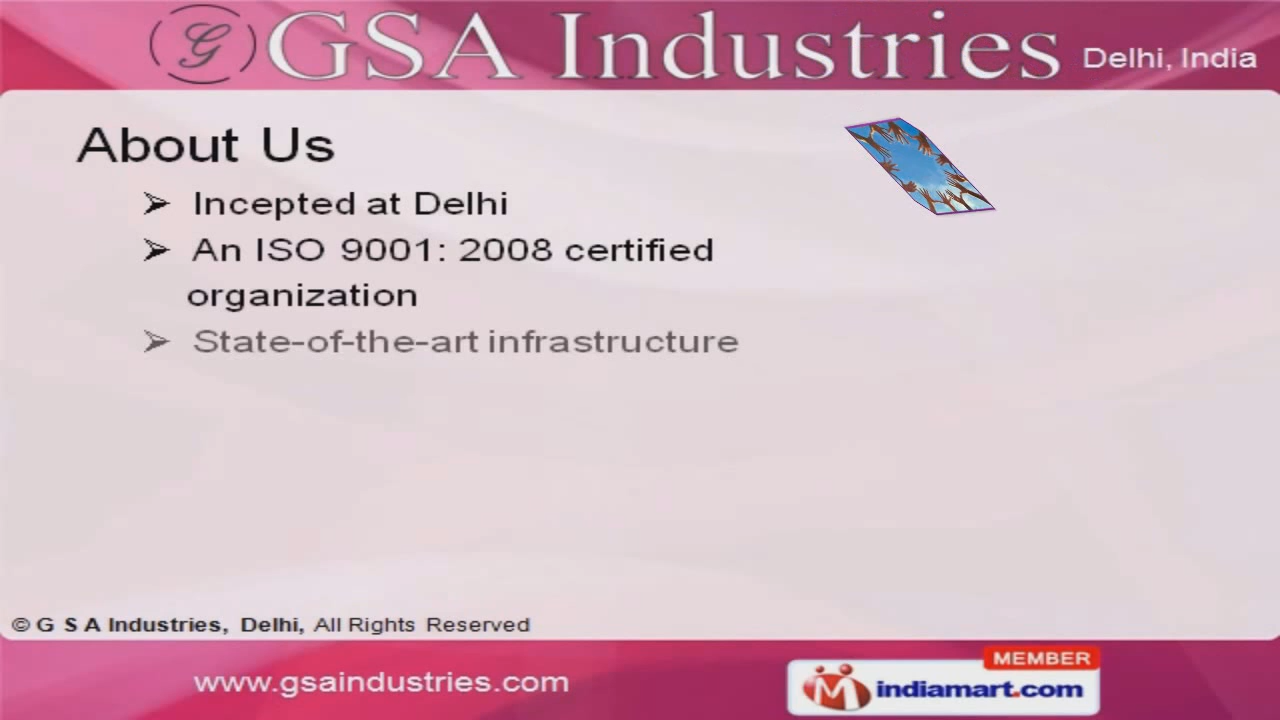 G GSA Industries Delhi, India
About Us
➢ Incepted at Delhi
➢ An ISO 9001: 2008 certified
organization
➢ State-of-the-art infrastructure
© G S A Industries, Delhi, All Rights Reserved
MEMBER
www.gsaindustries.com
M indiamart.com